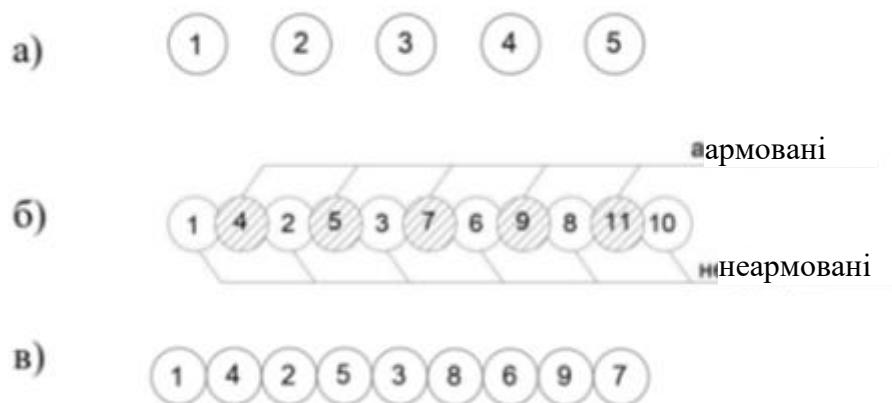 а) 1 2 3 4 5
аармовані
б) 1 4 2 5 3 7 6 9 8 11 10
неармовані
в) 1 4 2 5 3 8 6 9 7